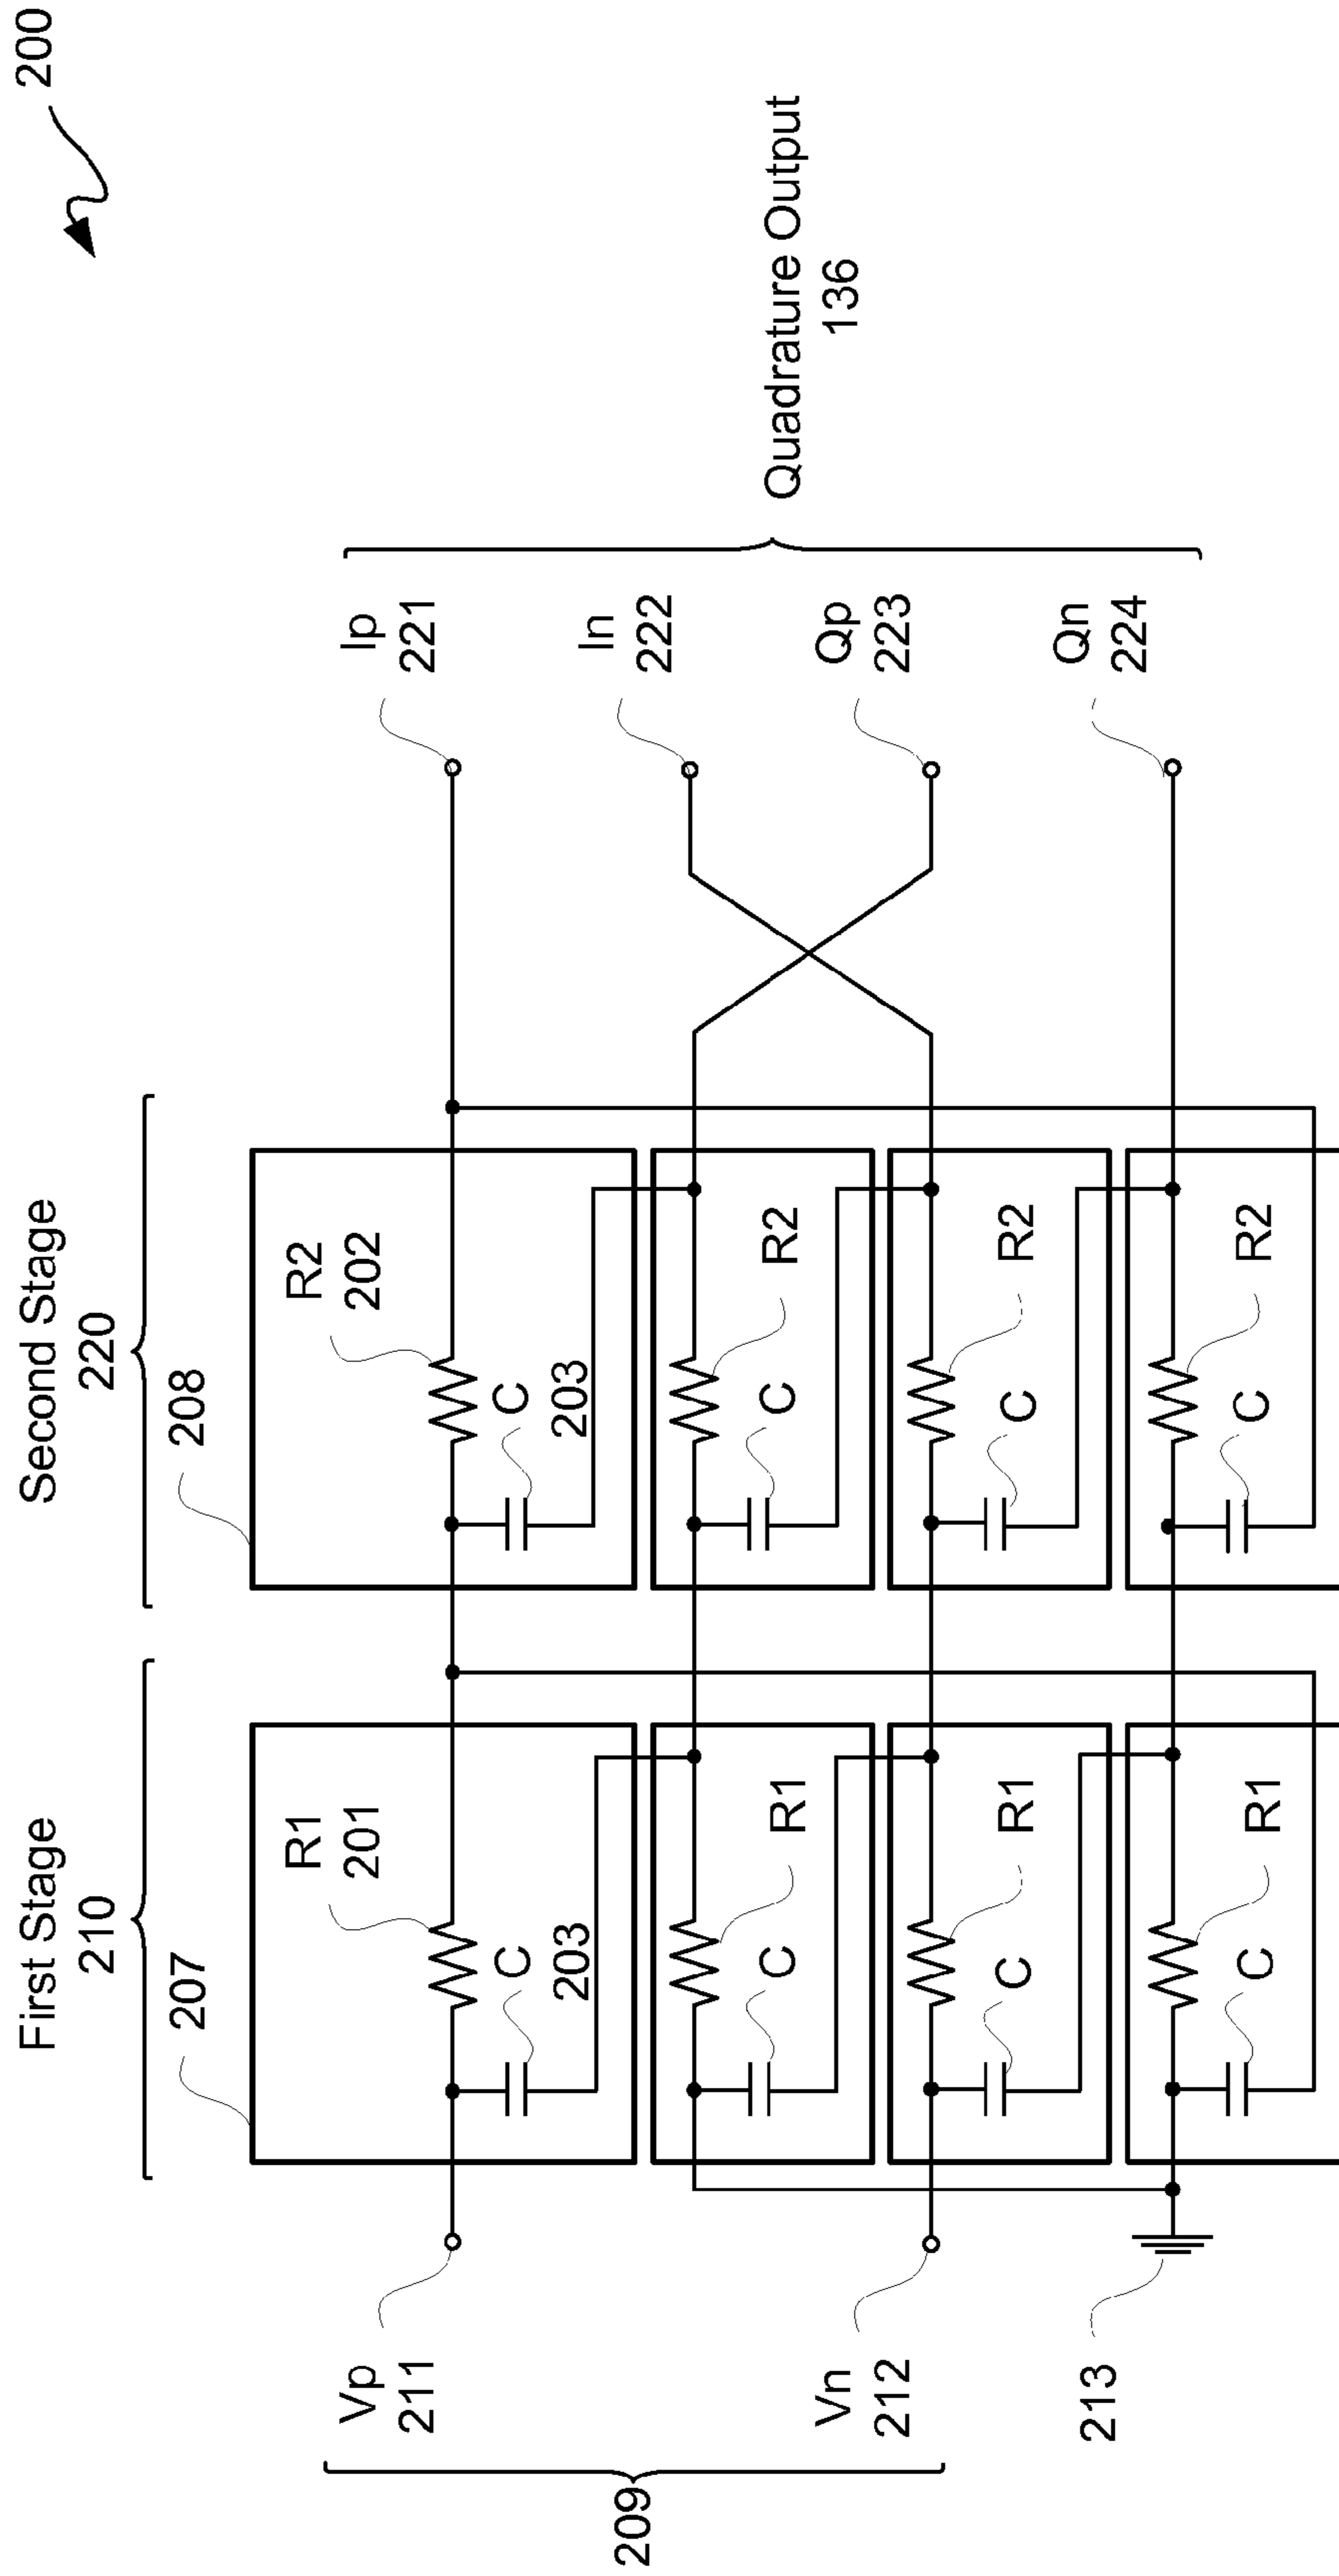 200
First Stage
210
Second Stage
220
207
208
R1
201
R2
202
C
203
C
203
R1
C
R2
C
R1
C
R2
C
R1
C
R2
C
Vp
211
Vn
212
213
209
Ip
221
In
222
Qp
223
Qn
224
Quadrature Output
136